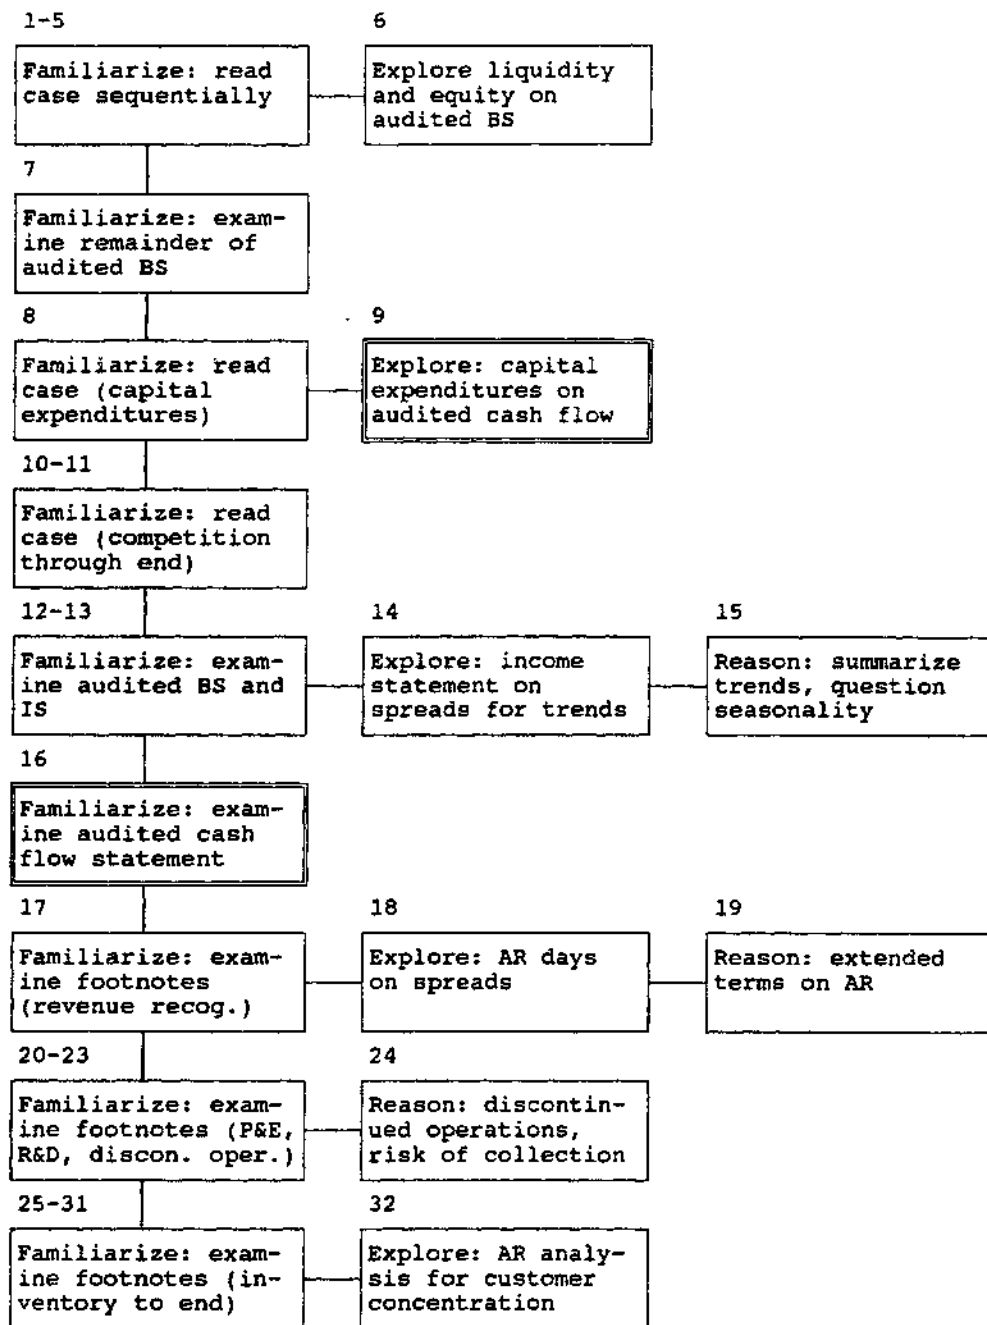 1-5
6
Familiarize: read
case sequentially
Explore liquidity
and equity on
audited BS
7
Familiarize: exam-
ine remainder of
audited BS
8
9
Familiarize: read
case (capital
expenditures)
Explore: capital
expenditures on
audited cash flow
10-11
Familiarize: read
case (competition
through end)
12-13
14
15
Familiarize: exam-
ine audited BS and
IS
Explore: income
statement on
spreads for trends
Reason: summarize
trends, question
seasonality
16
Familiarize: exam-
ine audited cash
flow statement
17
18
19
Familiarize: exam-
ine footnotes
(revenue recog.)
Explore: AR days
on spreads
Reason: extended
terms on AR
20-23
24
Familiarize: exam-
ine footnotes (P&E,
R&D, discon. oper.)
Reason: discontin-
ued operations,
risk of collection
25-31
32
Familiarize: exam-
ine footnotes (in-
ventory to end)
Explore: AR analy-
sis for customer
concentration